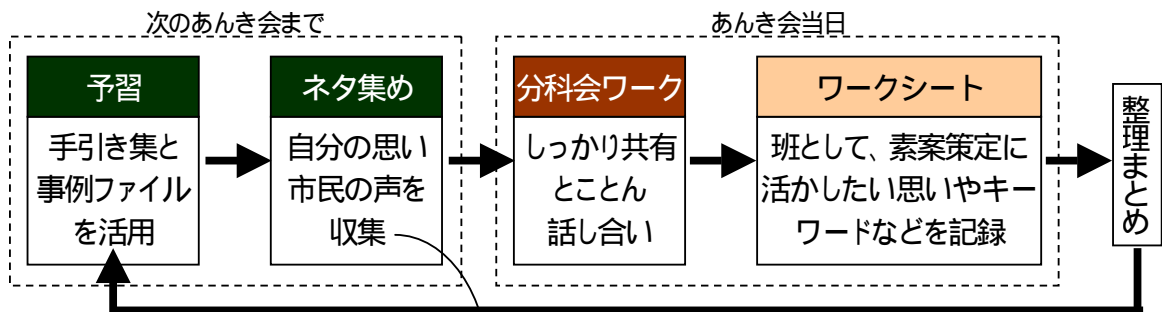 次のあんき会まで
あんき会当日
予習
手引き集と
事例ファイル
を活用
ネタ集め
自分の思い
市民の声を
収集
分科会ワーク
しっかり共有
とことん
話し合い
ワークシート
班として、素案策定に
活かしたい思いやキー
ワードなどを記録
整理まとめ